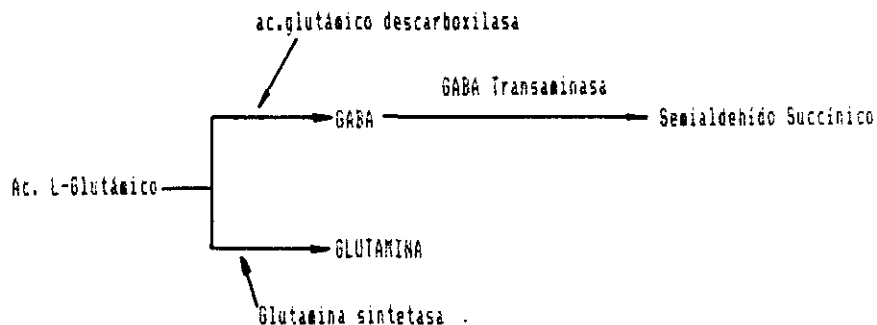 ac.glutámico descarboxilasa
GABA Transaminasa
GABA
Semialdehído Succínico
Ac. L-Glutámico
GLUTAMINA
Glutamina sintetasa .